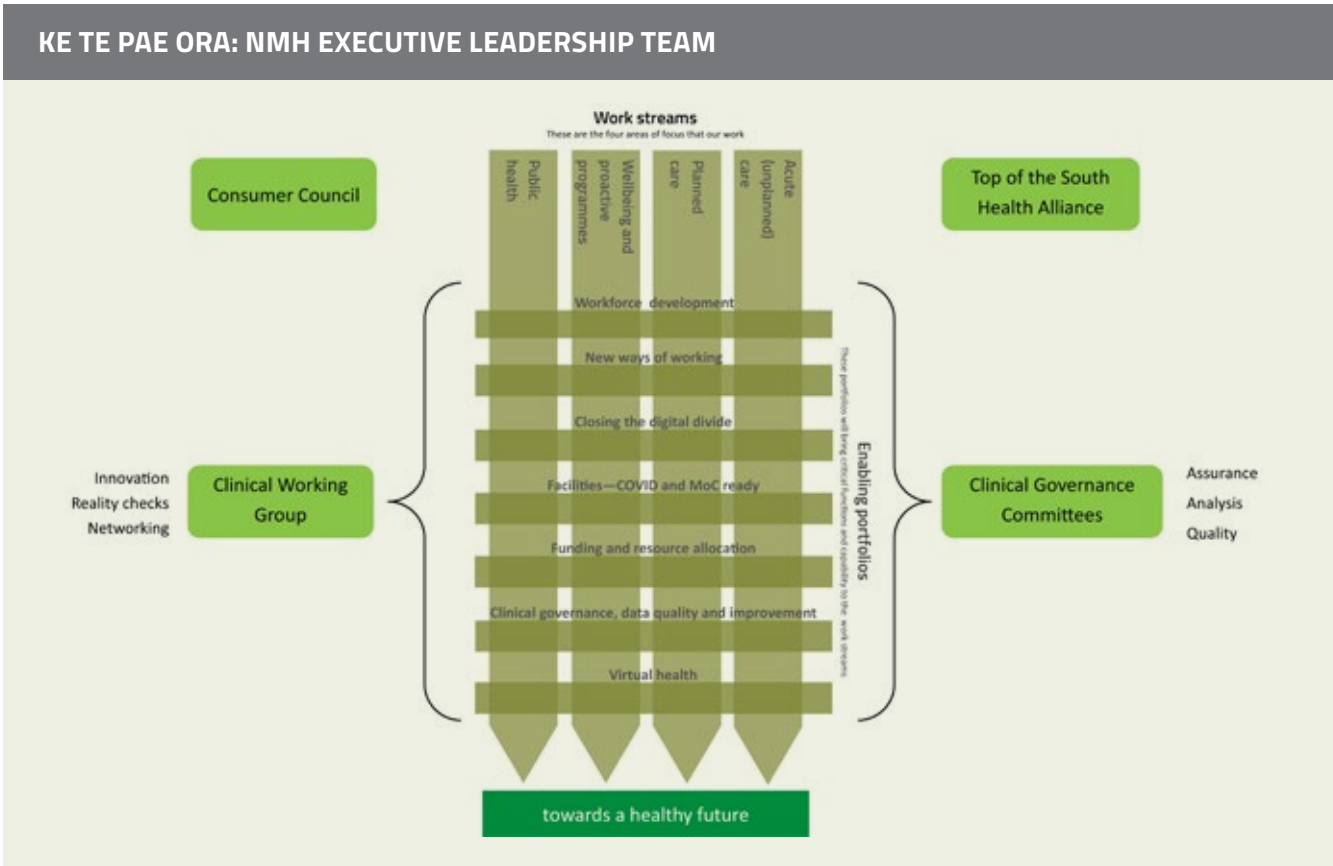 KE TE PAE ORA: NMH EXECUTIVE LEADERSHIP TEAM
Work streams
These are the four areas of focus that our work
Consumer Council
Top of the South
Health Alliance
Public
health
Wellbeing and
proactive
programmes
Planned
care
Acute
(unplanned)
care
Workforce development
New ways of working
Closing the digital divide
Facilities—COVID and MoC ready
Funding and resource allocation
Clinical governance, data quality and improvement
Virtual health
Enabling portfolios
These portfolios will bring critical functions and capability to the work streams
Innovation
Reality checks
Networking
Clinical Working
Group
Clinical Governance
Committees
Assurance
Analysis
Quality
towards a healthy future